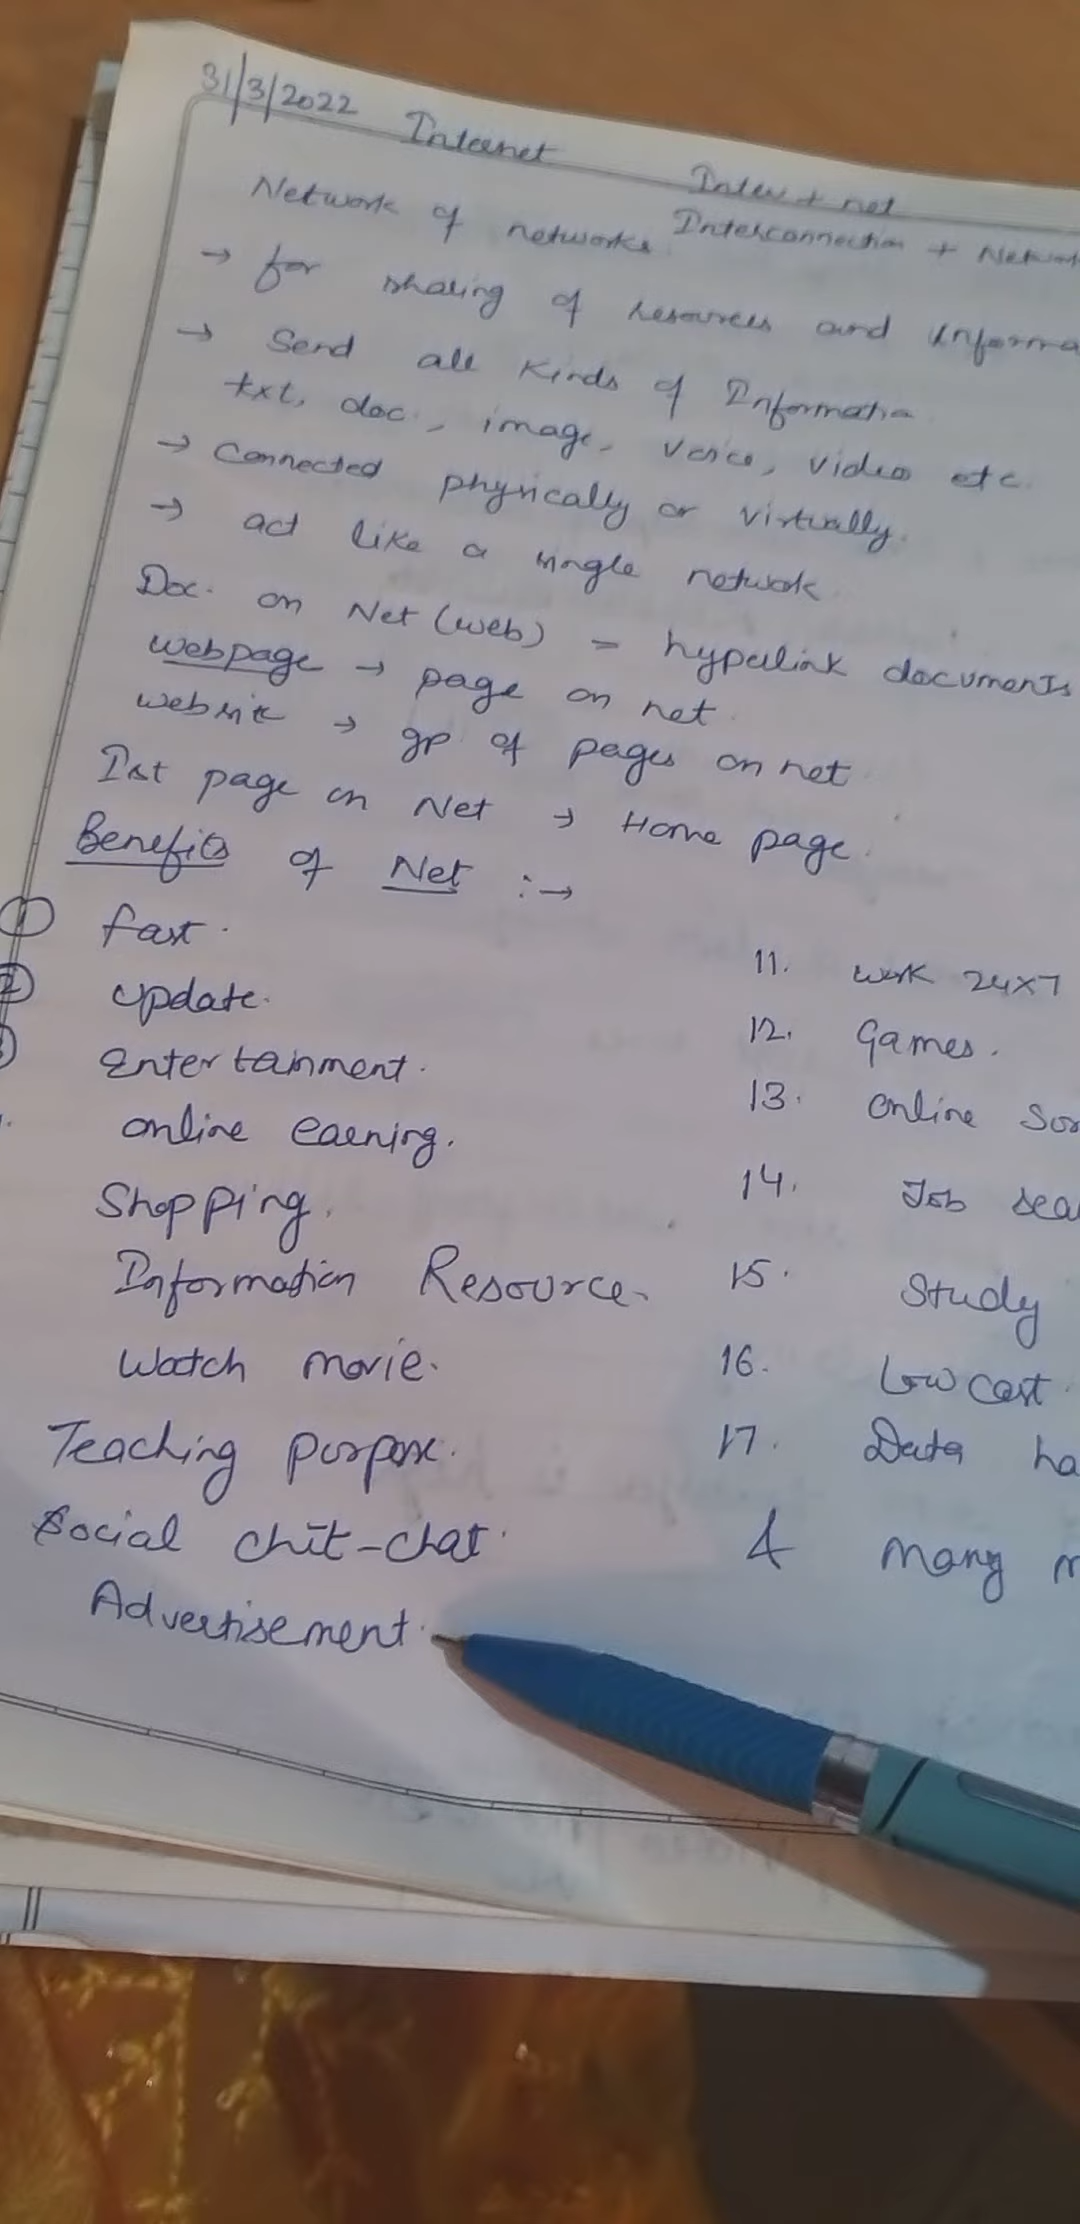 31/3/2022 Internet
Inter + net
Network of networks. Interconnection + Network
→ for sharing of resources and informa
→ Send all kinds of Information
txt, doc., image, voice, video etc.
→ Connected physically or virtually.
→ act like a single network
Doc. on Net (web) = hyperlink documents
webpage → page on net.
website → gp of pages on net
Ist page on Net → Home page.
Benefits of Net :→
1 fast.
2 update.
Entertainment.
online earning.
Shopping.
Information Resource.
Watch movie.
Teaching purpose.
Social chit-chat.
Advertisement.
11. work 24x7
12. Games.
13. online
14. Job sea
15. Study
16. Low cost.
17. Data ha
& many m